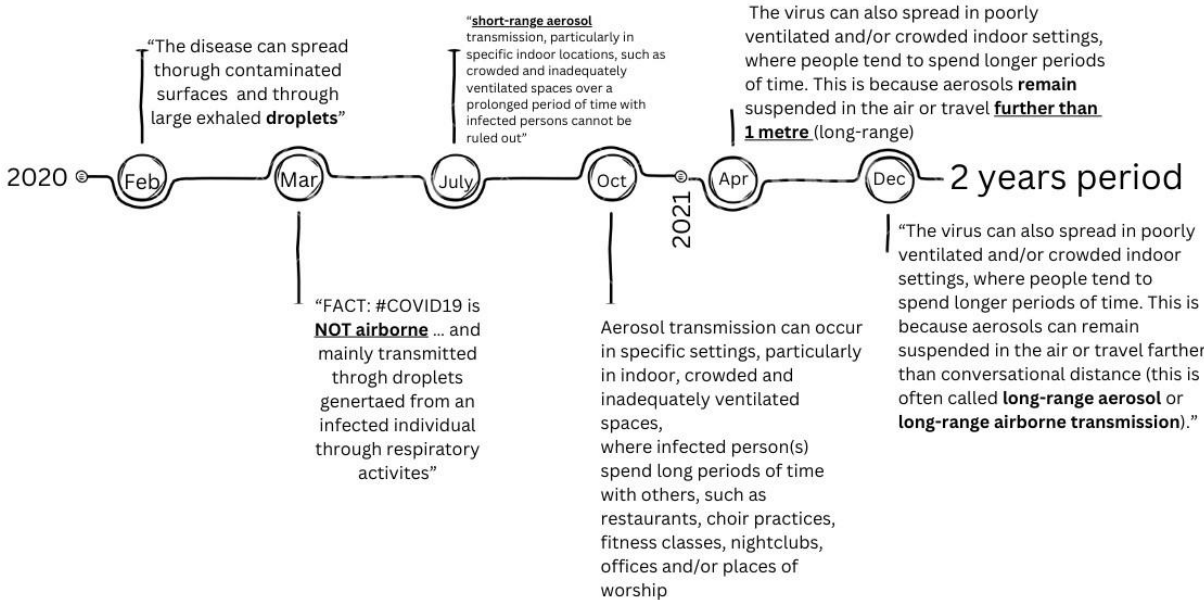 2020
Feb
“The disease can spread
thorugh contaminated
surfaces and through
large exhaled droplets”
Mar
“FACT: #COVID19 is
NOT airborne ... and
mainly transmitted
throgh droplets
genertaed from an
infected individual
through respiratory
activites”
July
“short-range aerosol
transmission, particularly in
specific indoor locations, such as
crowded and inadequately
ventilated spaces over a
prolonged period of time with
infected persons cannot be
ruled out”
Oct
Aerosol transmission can occur
in specific settings, particularly
in indoor, crowded and
inadequately ventilated
spaces,
where infected person(s)
spend long periods of time
with others, such as
restaurants, choir practices,
fitness classes, nightclubs,
offices and/or places of
worship
2021
Apr
The virus can also spread in poorly
ventilated and/or crowded indoor settings,
where people tend to spend longer periods
of time. This is because aerosols remain
suspended in the air or travel further than
1 metre (long-range)
Dec
“The virus can also spread in poorly
ventilated and/or crowded indoor
settings, where people tend to
spend longer periods of time. This is
because aerosols can remain
suspended in the air or travel farther
than conversational distance (this is
often called long-range aerosol or
long-range airborne transmission).”
2 years period